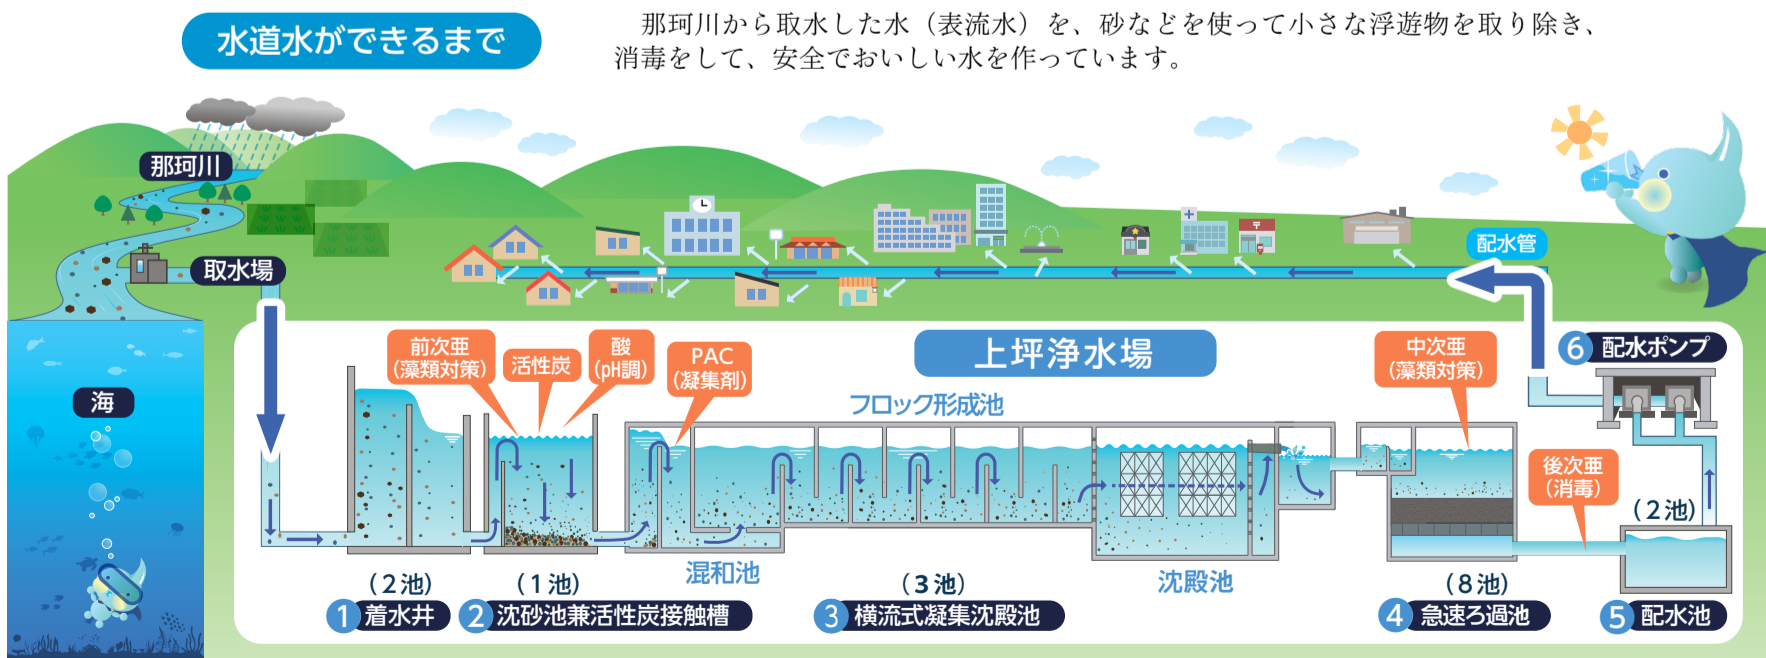 水道水ができるまで
那珂川から取水した水（表流水）を、砂などを使って小さな浮遊物を取り除き、
消毒をして、安全でおいしい水を作っています。
那珂川
取水場
海
配水管
上坪浄水場
前次亜
(藻類対策)
活性炭
酸
(pH調)
PAC
(凝集剤)
フロック形成池
中次亜
(藻類対策)
6 配水ポンプ
後次亜
(消毒)
混和池
沈殿池
(2池)
1 着水井
(1池)
2 沈砂池兼活性炭接触槽
(3池)
3 横流式凝集沈殿池
(8池)
4 急速ろ過池
(2池)
5 配水池
〒